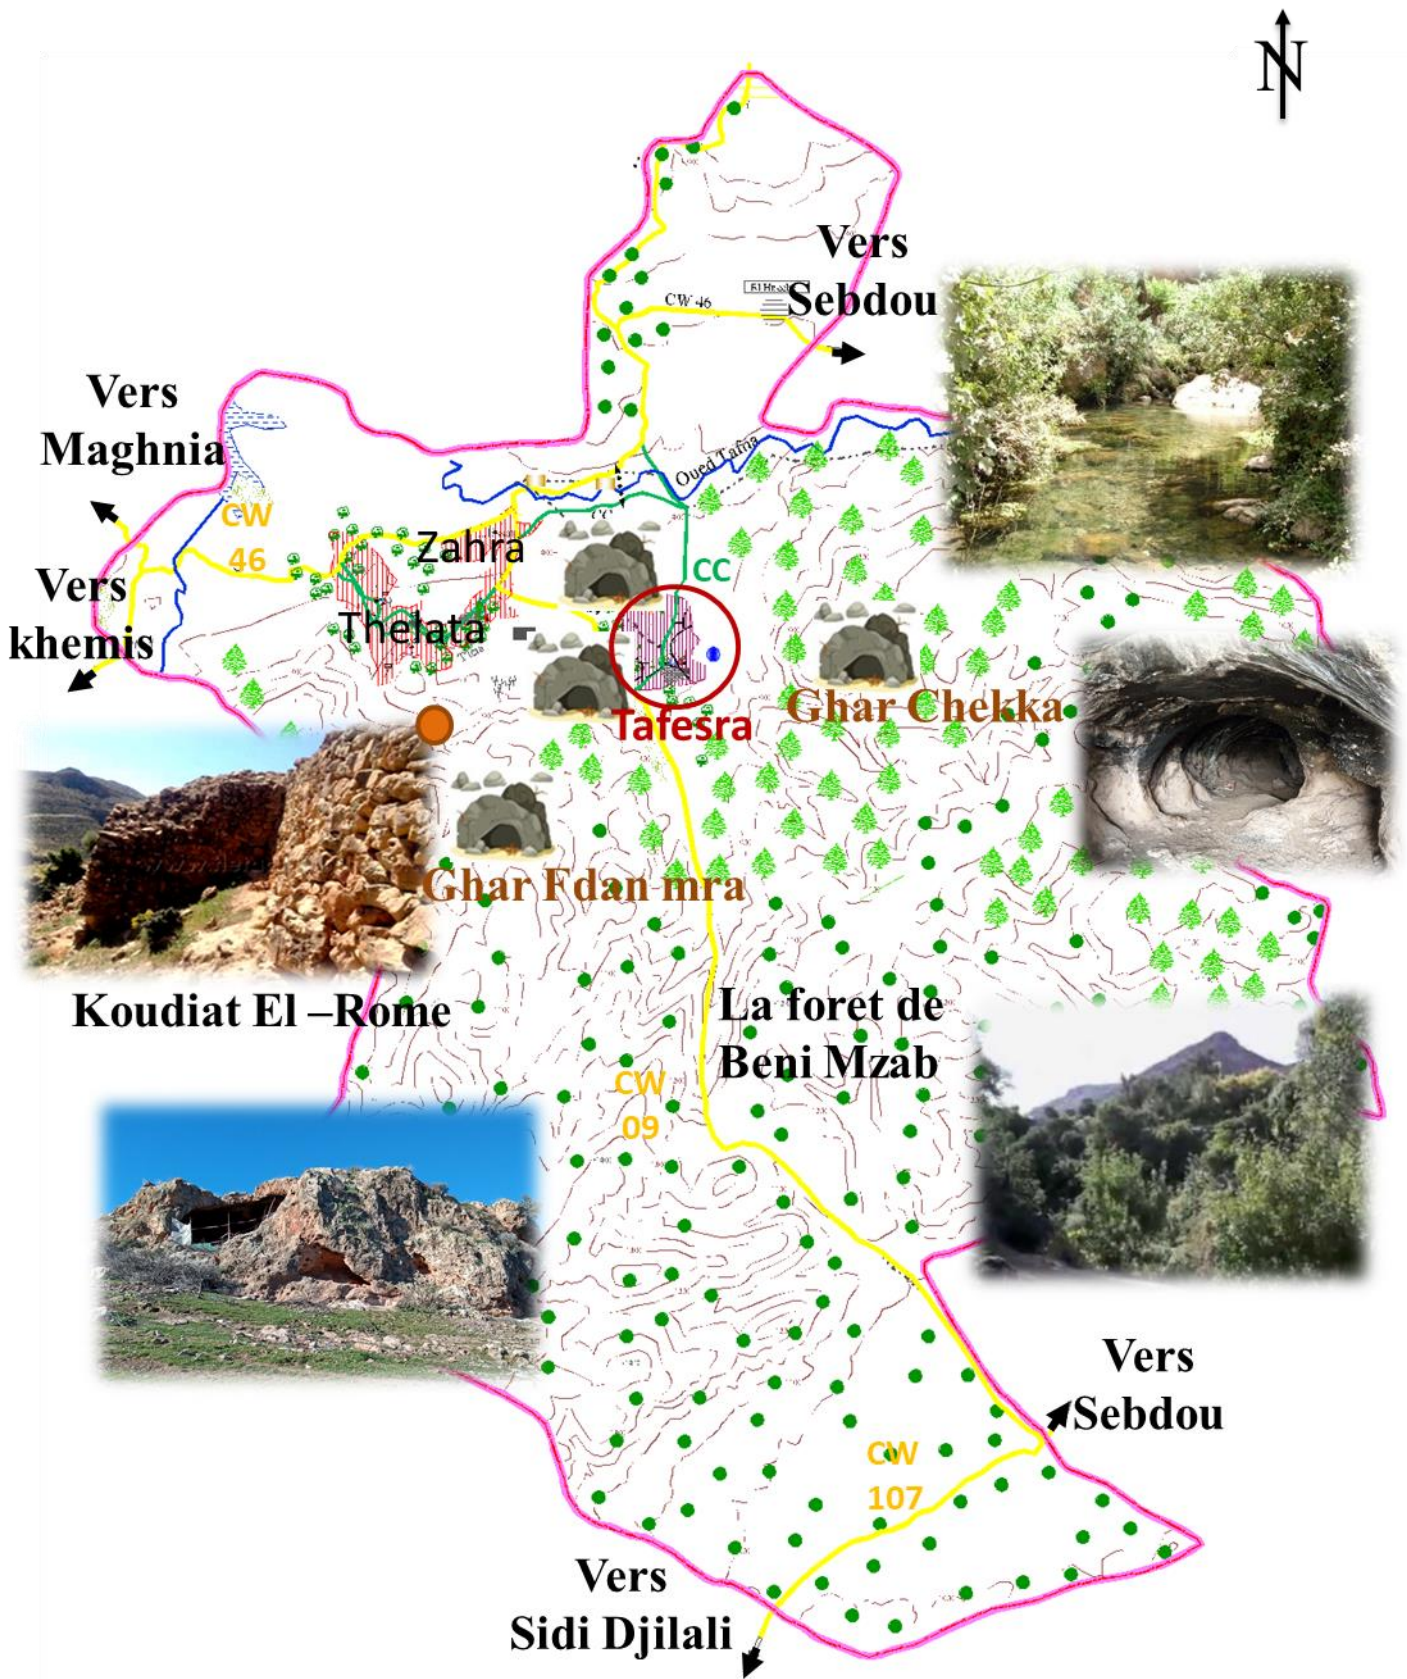 N
Vers
Sebdou
CW 46
Vers
Maghnia
Oued Tafna
CW
46
Zahra
CC
CC
Vers
khemis
Thelata
Tafesra
Ghar Chekka
Ghar Fdan mra
Koudiat El –Rome
La foret de
Beni Mzab
CW
09
Vers
Sebdou
CW
107
Vers
Sidi Djilali